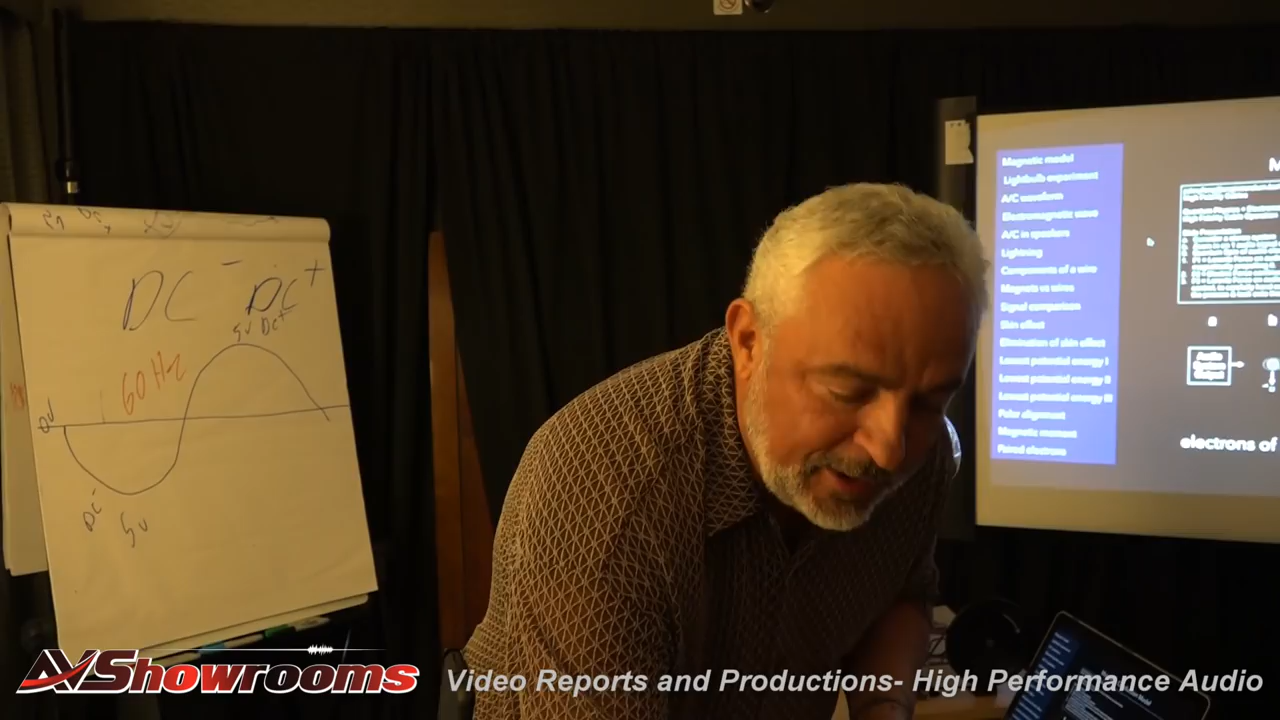 DC - DC+
5v DC+
60Hz
0v
DC-
5v
Magnetic model
Lightbulb experiment
A/C waveform
Electromagnetic wave
A/C in speakers
Lightning
Components of a wire
Magnets vs wires
Signal comparison
Skin effect
Elimination of skin effect
Lowest potential energy I
Lowest potential energy II
Lowest potential energy III
Polar alignment
Magnetic moment
Paired electrons
M
a
b
Audio
Output
electrons of
AVShowrooms
Video Reports and Productions- High Performance Audio